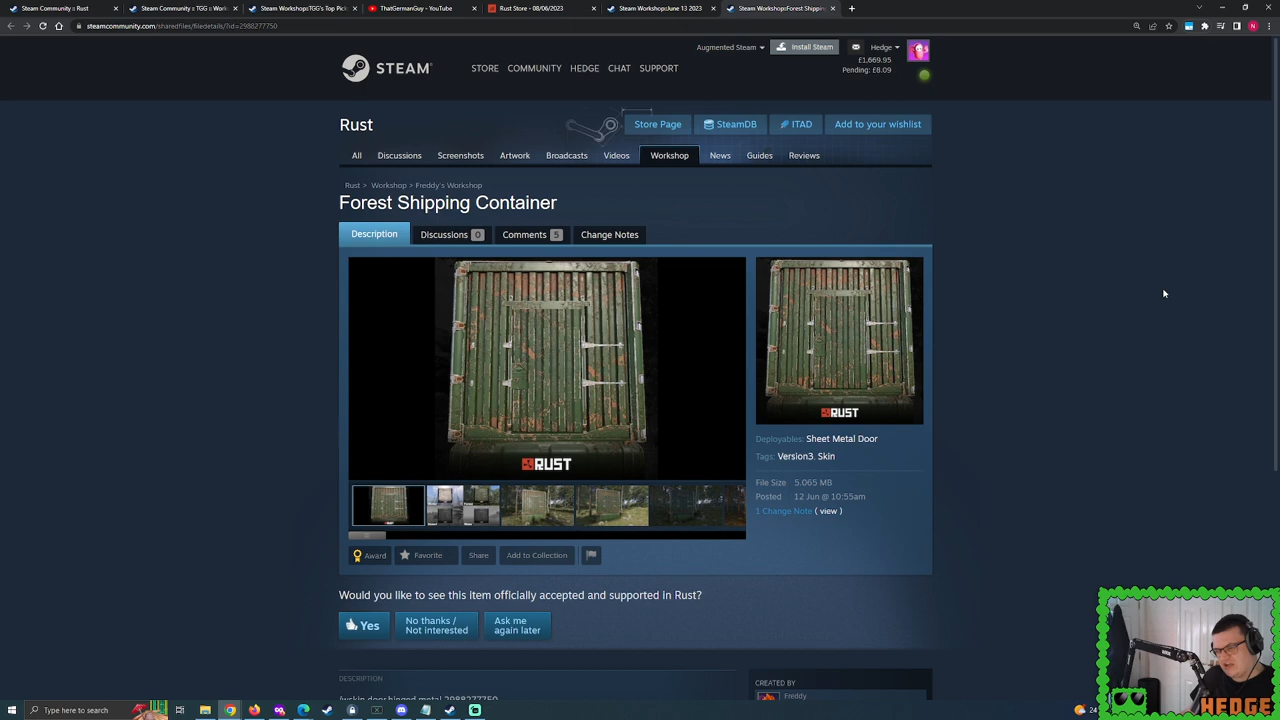 Steam Community :: Rust
Steam Community :: TGG :: Work
Steam Workshop::TGG's Top Pick
ThatGermanGuy - YouTube
Rust Store - 08/06/2023
Steam Workshop::June 13 2023
Steam Workshop::Forest Shippin
steamcommunity.com/sharedfiles/filedetails/?id=2988277750
STEAM
STORE COMMUNITY HEDGE CHAT SUPPORT
Augmented Steam
Install Steam
Hedge
£1,669.95
Pending: £8.09
Rust
Store Page
SteamDB
ITAD
Add to your wishlist
All Discussions Screenshots Artwork Broadcasts Videos Workshop News Guides Reviews
Rust > Workshop > Freddy's Workshop
Forest Shipping Container
Description
Discussions 0
Comments 5
Change Notes
RUST
RUST
Deployables: Sheet Metal Door
Tags: Version3, Skin
File Size 5.065 MB
Posted 12 Jun @ 10:55am
1 Change Note ( view )
Award
Favorite
Share
Add to Collection
Would you like to see this item officially accepted and supported in Rust?
Yes
No thanks /
Not interested
Ask me
again later
DESCRIPTION
/wskin door.hinged.metal 2988277750
CREATED BY
Freddy
HEDGE
Type here to search
24